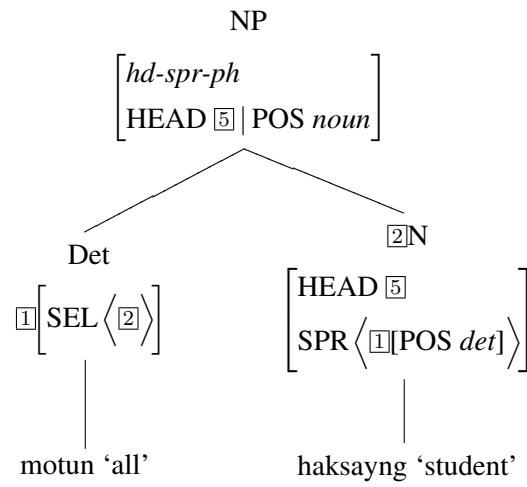 NP
[hd-spr-ph
HEAD 5 | POS noun]
Det
1[SEL ⟨2⟩]
2N
[HEAD 5
SPR ⟨1[POS det]⟩]
motun ‘all’
haksayng ‘student’